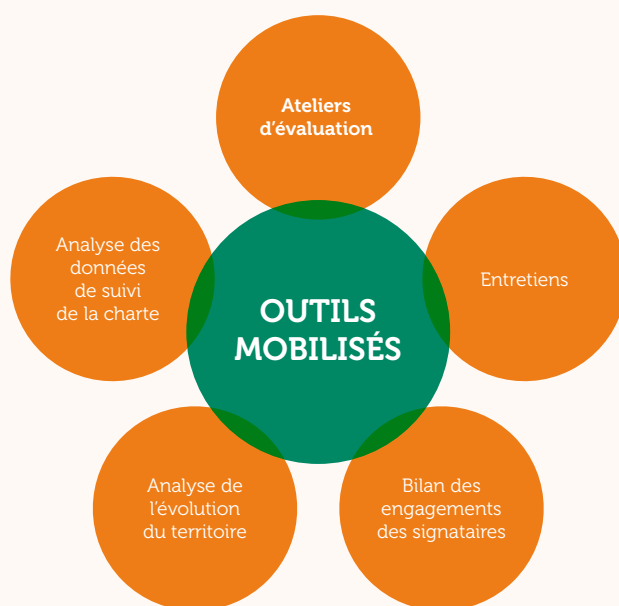 Ateliers
d'évaluation
Analyse des
données
de suivi
de la charte
Entretiens
OUTILS
MOBILISÉS
Analyse de
l'évolution
du territoire
Bilan des
engagements
des signataires